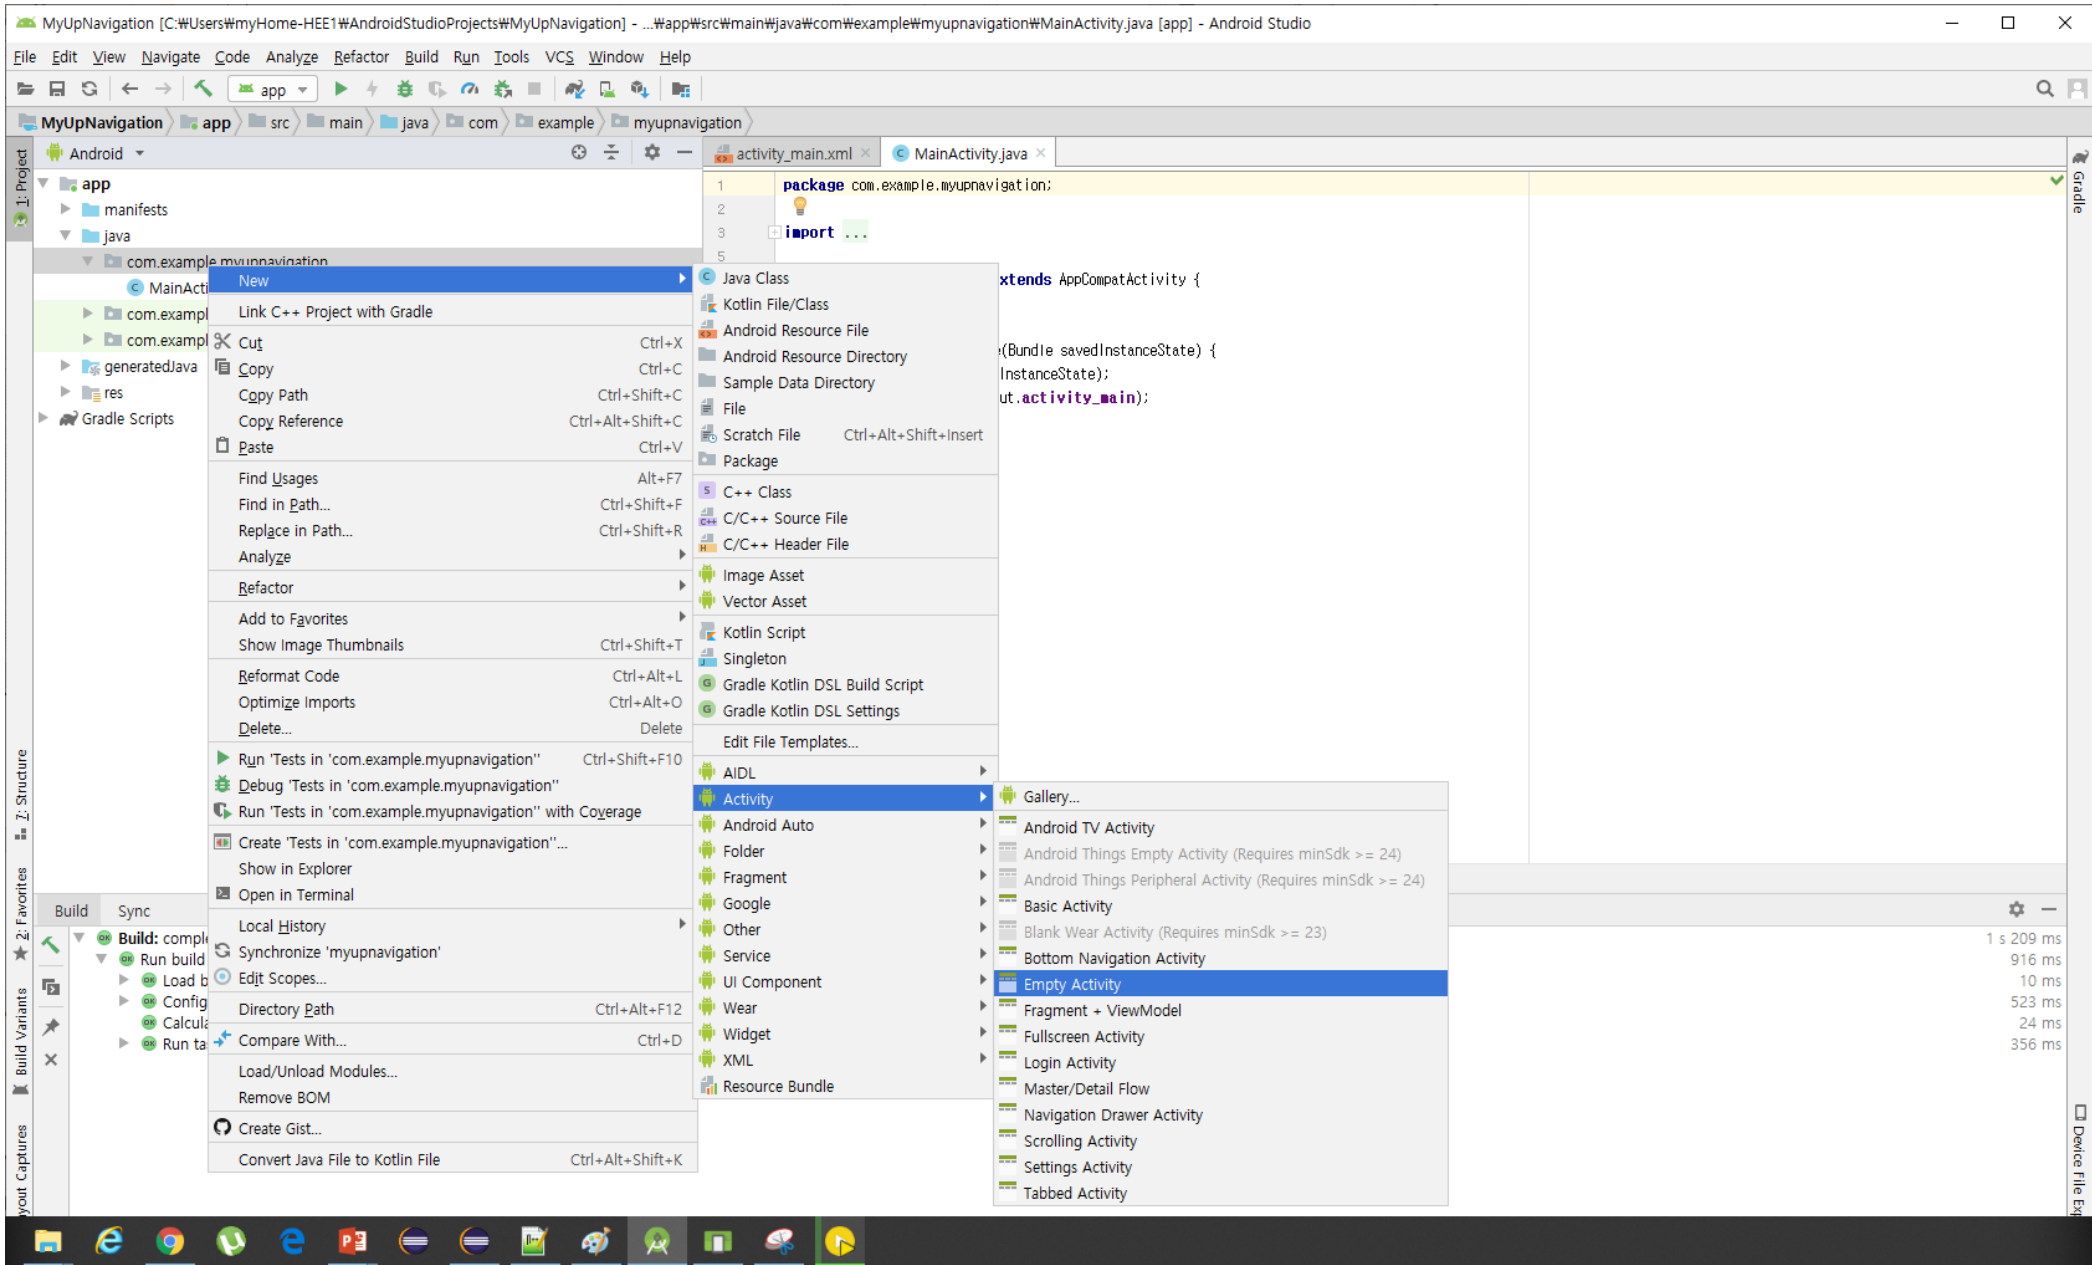 MyUpNavigation [C:₩Users₩myHome-HEE1₩AndroidStudioProjects₩MyUpNavigation] - ...₩app₩src₩main₩java₩com₩example₩myupnavigation₩MainActivity.java [app] - Android Studio
File Edit View Navigate Code Analyze Refactor Build Run Tools VCS Window Help
app
MyUpNavigation app src main java com example myupnavigation
Android
activity_main.xml
MainActivity.java
1: Project
Gradle
app
manifests
java
com.example.myupnavigation
MainActi
com.exampl
com.exampl
generatedJava
res
Gradle Scripts
1 package com.example.myupnavigation;
2
3 import ...
5
xtends AppCompatActivity {
(Bundle savedInstanceState) {
InstanceState);
ut.activity_main);
New
Link C++ Project with Gradle
Cut Ctrl+X
Copy Ctrl+C
Copy Path Ctrl+Shift+C
Copy Reference Ctrl+Alt+Shift+C
Paste Ctrl+V
Find Usages Alt+F7
Find in Path... Ctrl+Shift+F
Replace in Path... Ctrl+Shift+R
Analyze
Refactor
Add to Favorites
Show Image Thumbnails Ctrl+Shift+T
Reformat Code Ctrl+Alt+L
Optimize Imports Ctrl+Alt+O
Delete... Delete
Run 'Tests in 'com.example.myupnavigation'' Ctrl+Shift+F10
Debug 'Tests in 'com.example.myupnavigation''
Run 'Tests in 'com.example.myupnavigation'' with Coverage
Create 'Tests in 'com.example.myupnavigation''...
Show in Explorer
Open in Terminal
Local History
Synchronize 'myupnavigation'
Edit Scopes...
Directory Path Ctrl+Alt+F12
Compare With... Ctrl+D
Load/Unload Modules...
Remove BOM
Create Gist...
Convert Java File to Kotlin File Ctrl+Alt+Shift+K
Java Class
Kotlin File/Class
Android Resource File
Android Resource Directory
Sample Data Directory
File
Scratch File Ctrl+Alt+Shift+Insert
Package
C++ Class
C/C++ Source File
C/C++ Header File
Image Asset
Vector Asset
Kotlin Script
Singleton
Gradle Kotlin DSL Build Script
Gradle Kotlin DSL Settings
Edit File Templates...
AIDL
Activity
Android Auto
Folder
Fragment
Google
Other
Service
UI Component
Wear
Widget
XML
Resource Bundle
Gallery...
Android TV Activity
Android Things Empty Activity (Requires minSdk >= 24)
Android Things Peripheral Activity (Requires minSdk >= 24)
Basic Activity
Blank Wear Activity (Requires minSdk >= 23)
Bottom Navigation Activity
Empty Activity
Fragment + ViewModel
Fullscreen Activity
Login Activity
Master/Detail Flow
Navigation Drawer Activity
Scrolling Activity
Settings Activity
Tabbed Activity
7: Structure
2: Favorites
Build Variants
yout Captures
Build Sync
Build: comple
Run build
Load b
Config
Calcula
Run ta
1 s 209 ms
916 ms
10 ms
523 ms
24 ms
356 ms
Device File Exp